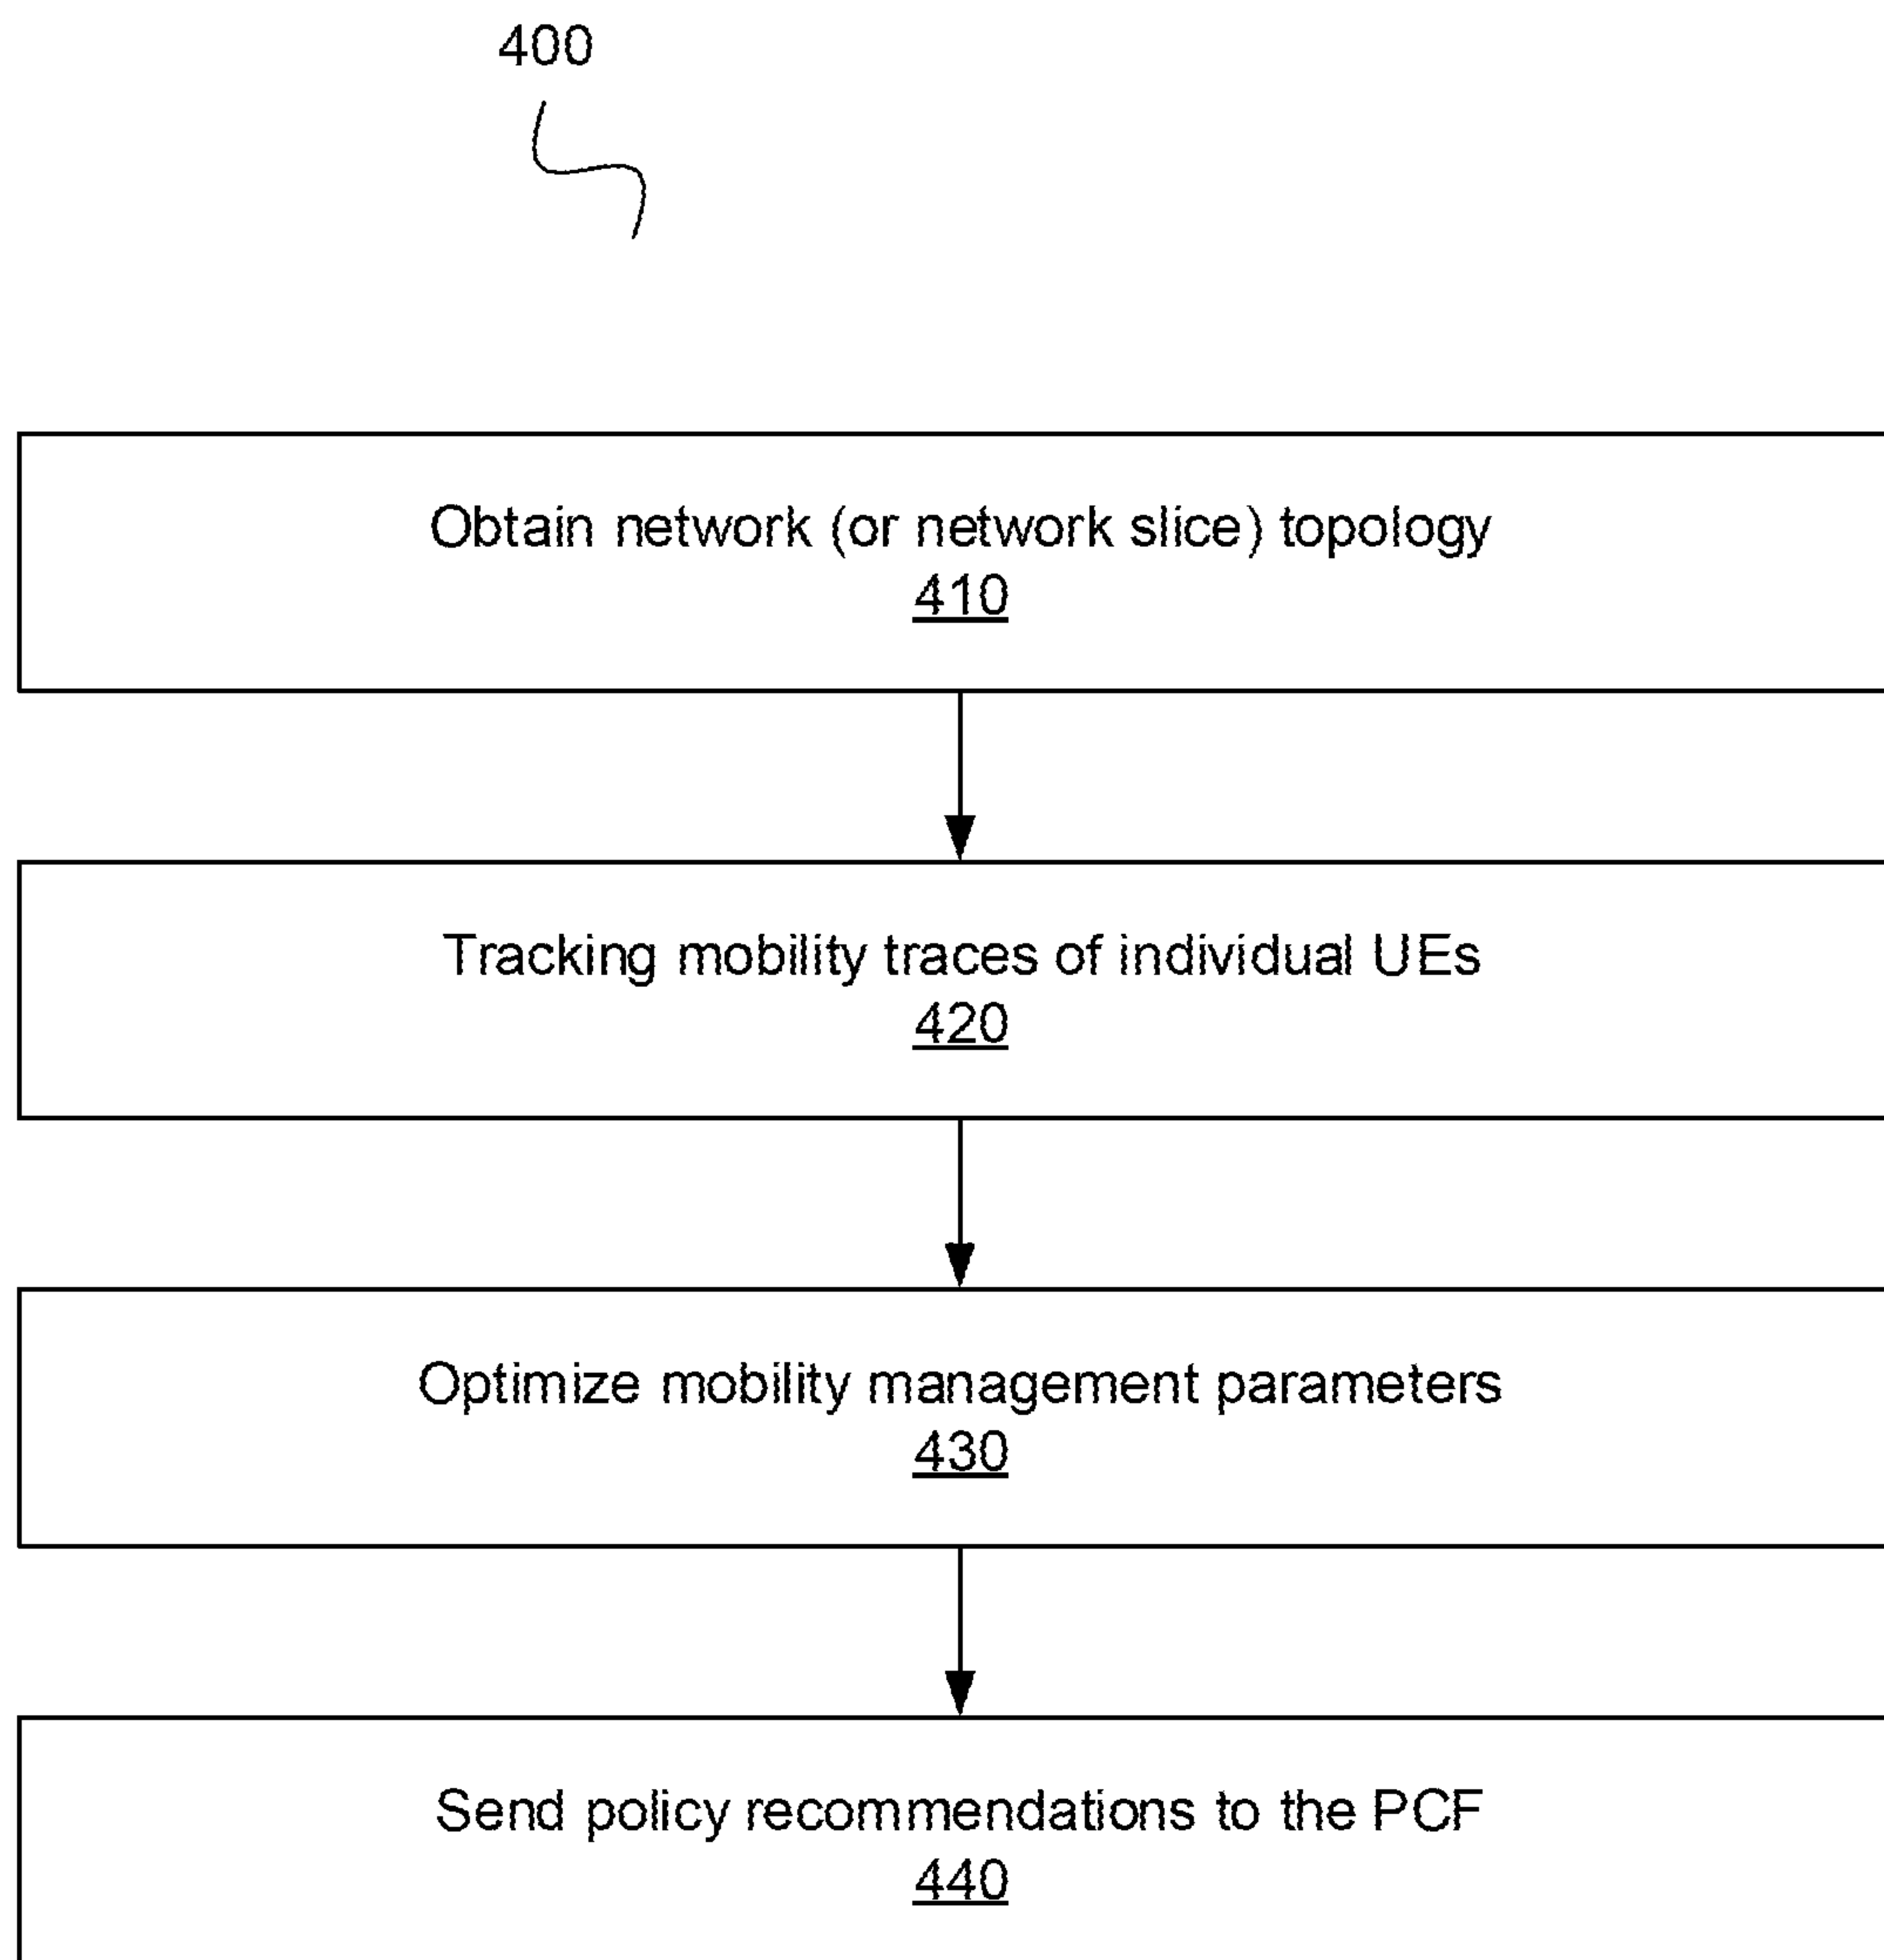 400
Obtain network (or network slice) topology
410
Tracking mobility traces of individual UEs
420
Optimize mobility management parameters
430
Send policy recommendations to the PCF
440